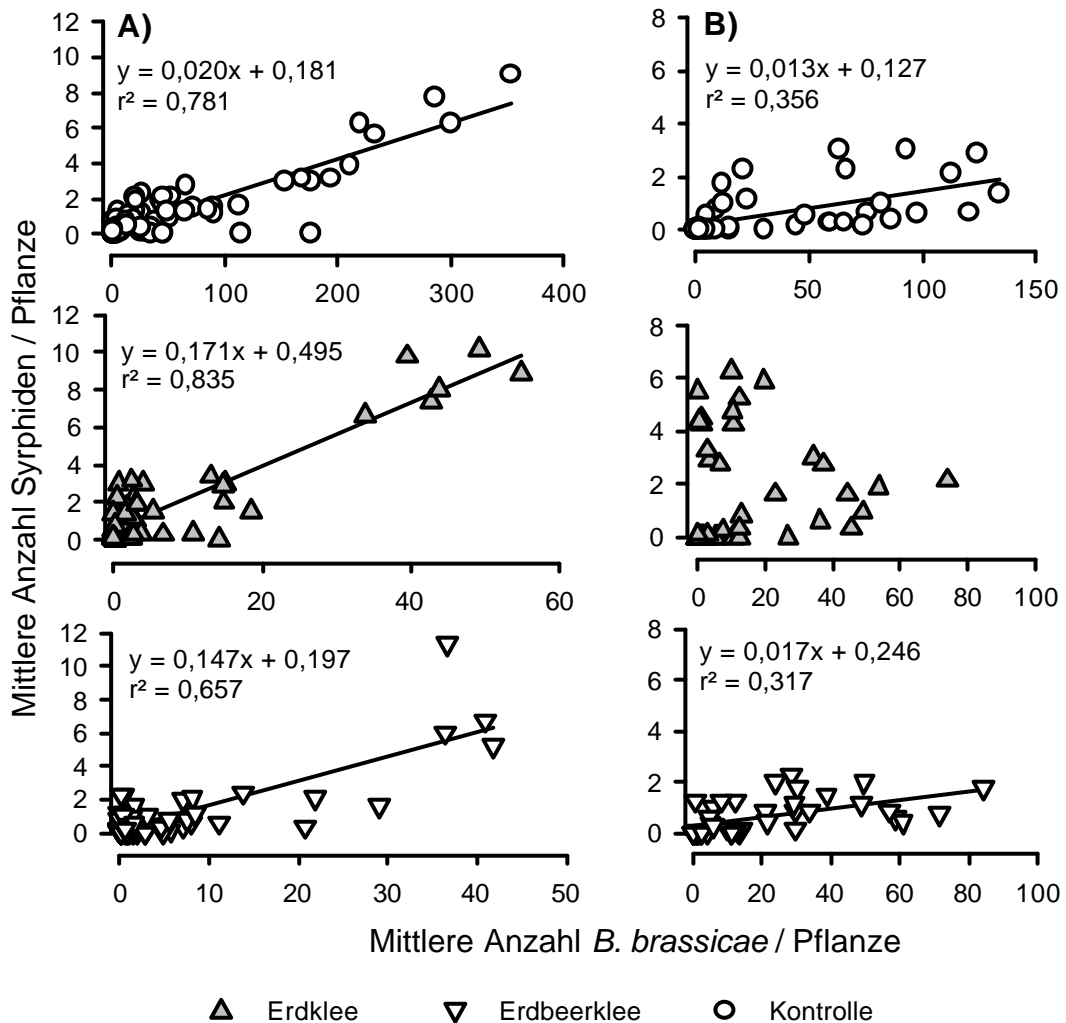 A)
y = 0,020x + 0,181
r² = 0,781
12
10
8
6
4
2
0
0 100 200 300 400
B)
y = 0,013x + 0,127
r² = 0,356
8
6
4
2
0
0 50 100 150
y = 0,171x + 0,495
r² = 0,835
12
10
8
6
4
2
0
0 20 40 60
8
6
4
2
0
0 20 40 60 80 100
y = 0,147x + 0,197
r² = 0,657
12
10
8
6
4
2
0
0 10 20 30 40 50
y = 0,017x + 0,246
r² = 0,317
8
6
4
2
0
0 20 40 60 80 100
Mittlere Anzahl Syrphiden / Pflanze
Mittlere Anzahl B. brassicae / Pflanze
Erdklee Erdbeerklee Kontrolle